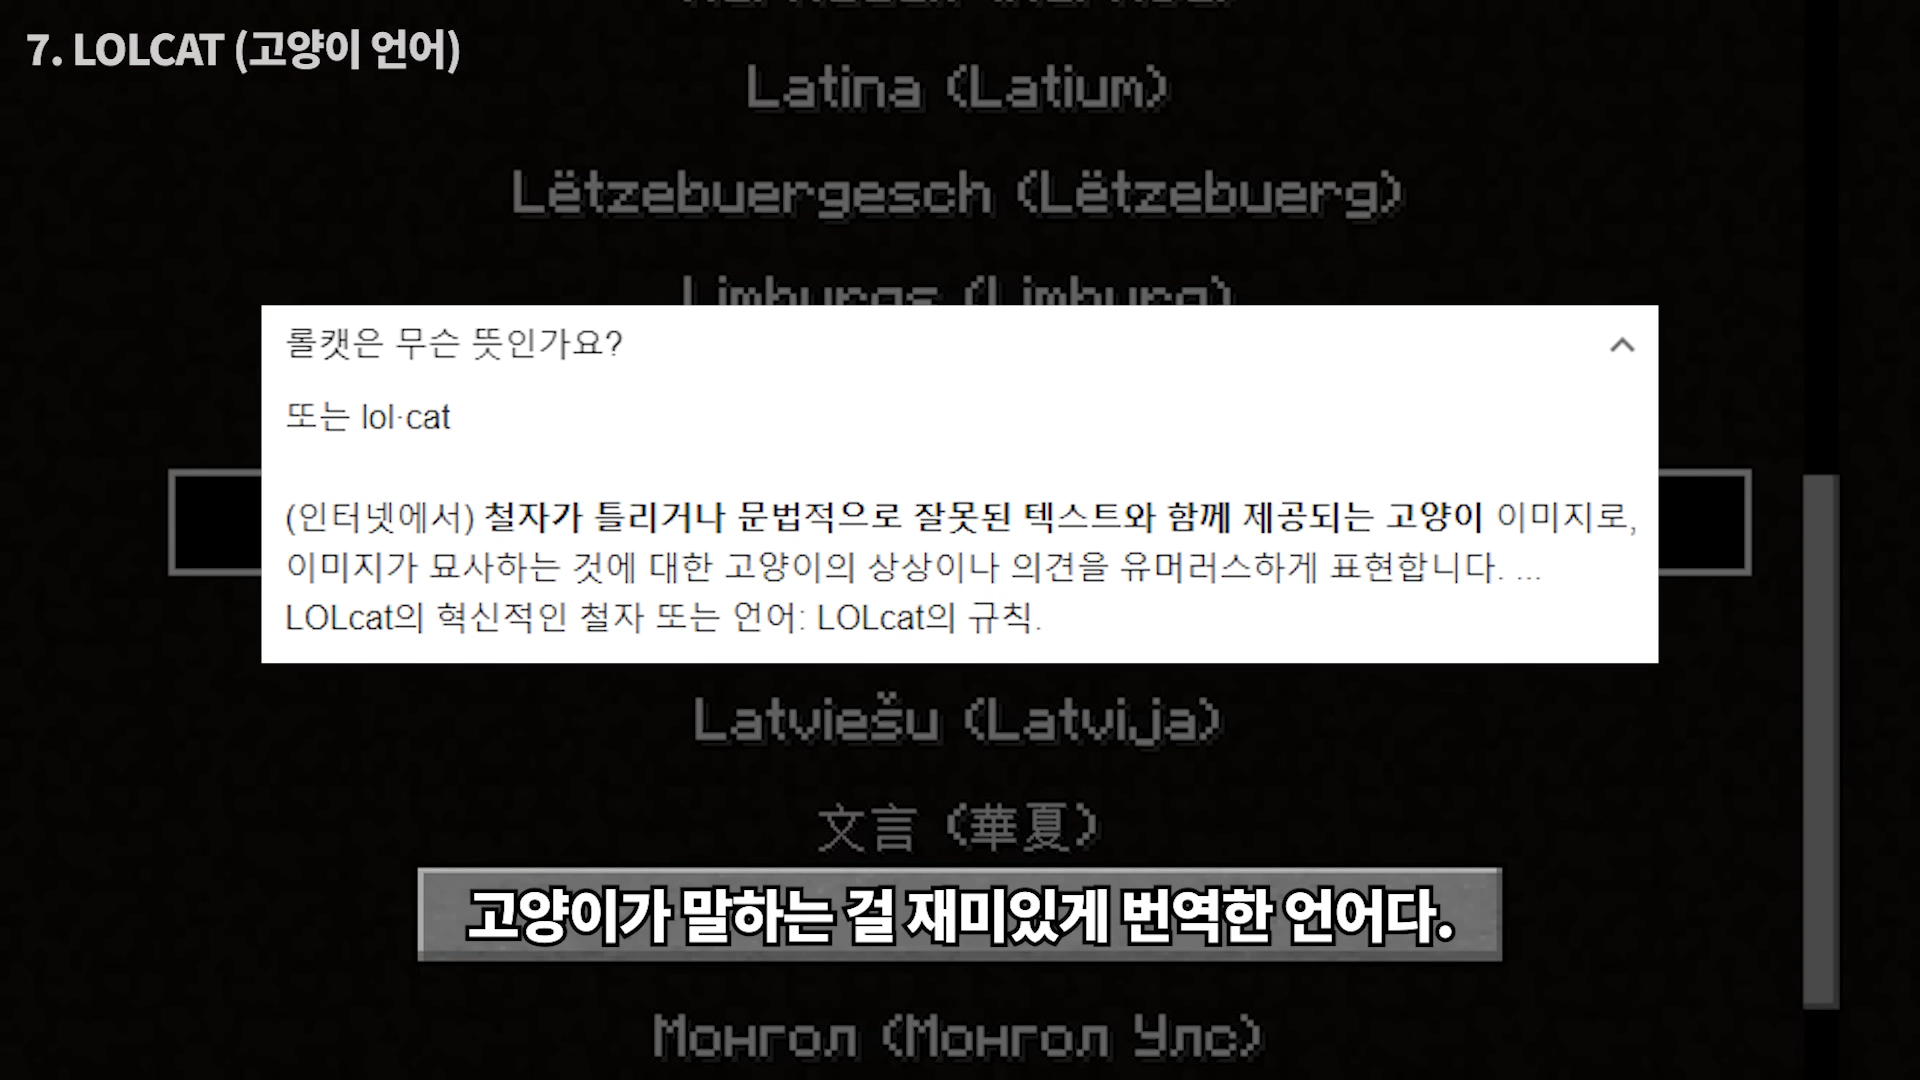 7. LOLCAT (고양이 언어)
Latina (Latium)
Lëtzebuergesch (Lëtzebuerg)
Limburgs (Limburg)
롤캣은 무슨 뜻인가요?
또는 lol·cat
(인터넷에서) 철자가 틀리거나 문법적으로 잘못된 텍스트와 함께 제공되는 고양이 이미지로,
이미지가 묘사하는 것에 대한 고양이의 상상이나 의견을 유머러스하게 표현합니다. ...
LOLcat의 혁신적인 철자 또는 언어: LOLcat의 규칙.
Latviešu (Latvija)
文言 (華夏)
고양이가 말하는 걸 재미있게 번역한 언어다.
Монгол (Монгол Улс)